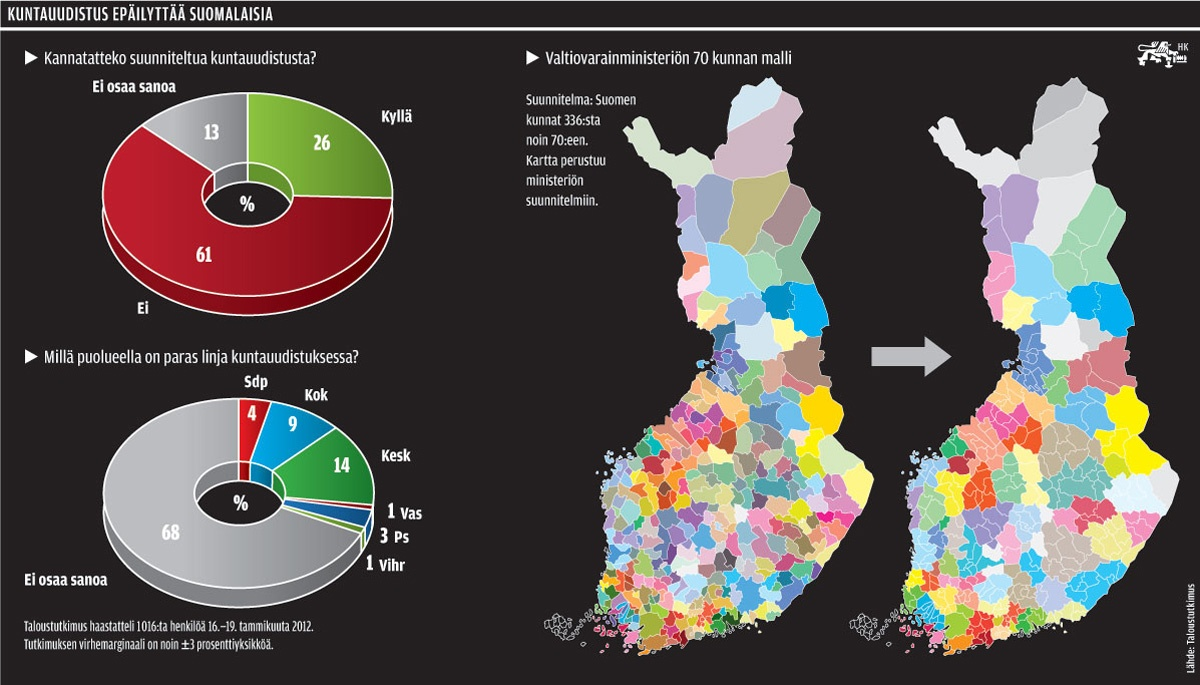 KUNTAUUDISTUS EPÄILYTTÄÄ SUOMALAISIA
Kannatatteko suunniteltua kuntauudistusta?
Ei osaa sanoa
13
Kyllä
26
%
61
Ei
Millä puolueella on paras linja kuntauudistuksessa?
Sdp
4
Kok
9
Kesk
14
1 Vas
3 Ps
1 Vihr
%
68
Ei osaa sanoa
Taloustutkimus haastatteli 1016:ta henkilöä 16.–19. tammikuuta 2012.
Tutkimuksen virhemarginaali on noin ±3 prosenttiyksikköä.
Valtiovarainministeriön 70 kunnan malli
HK
Suunnitelma: Suomen
kunnat 336:sta
noin 70:een.
Kartta perustuu
ministeriön
suunnitelmiin.
Lähde: Taloustutkimus